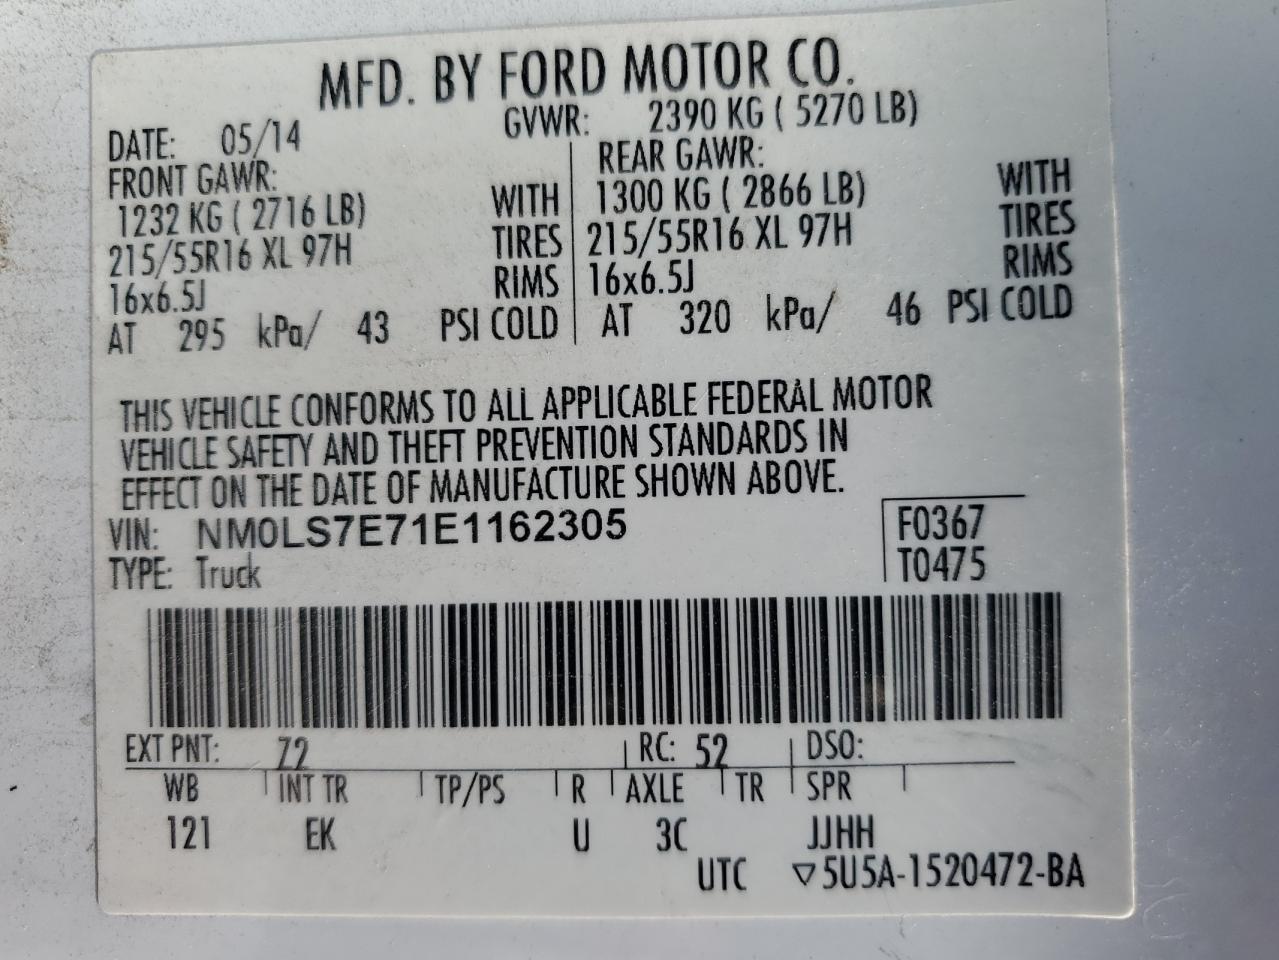 MFD. BY FORD MOTOR CO.
DATE: 05/14 GVWR: 2390 KG ( 5270 LB)
FRONT GAWR: REAR GAWR:
1232 KG ( 2716 LB) WITH 1300 KG ( 2866 LB) WITH
215/55R16 XL 97H TIRES 215/55R16 XL 97H TIRES
16x6.5J RIMS 16x6.5J RIMS
AT 295 kPa/ 43 PSI COLD AT 320 kPa/ 46 PSI COLD
THIS VEHICLE CONFORMS TO ALL APPLICABLE FEDERAL MOTOR
VEHICLE SAFETY AND THEFT PREVENTION STANDARDS IN
EFFECT ON THE DATE OF MANUFACTURE SHOWN ABOVE.
VIN: NM0LS7E71E1162305 F0367
TYPE: Truck T0475
EXT PNT: Z2 RC: 52 DSO:
WB INT TR TP/PS R AXLE TR SPR
121 EK U 3C JJHH
UTC ▽5U5A-1520472-BA